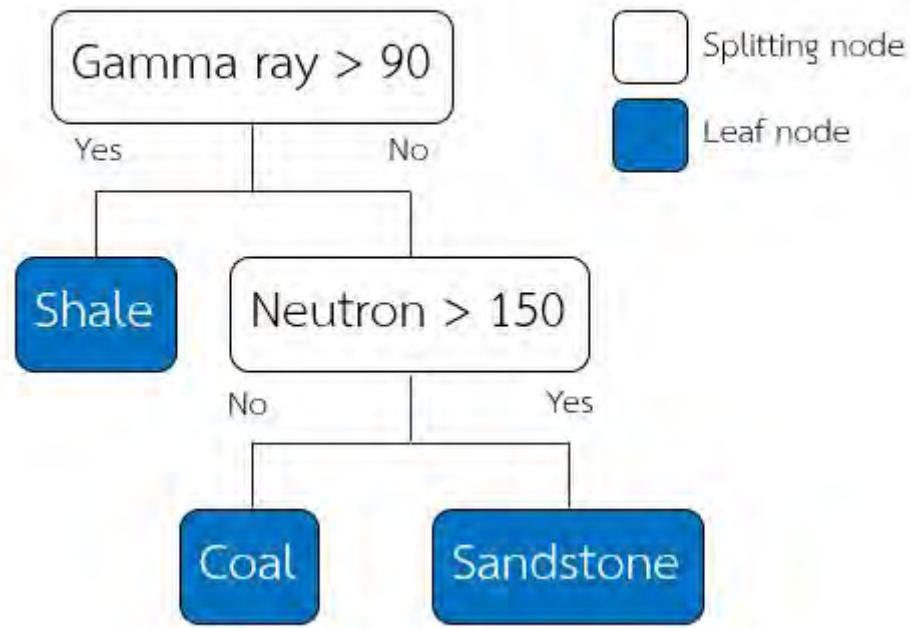 Gamma ray > 90
Splitting node
Leaf node
Yes
No
Shale
Neutron > 150
No
Yes
Coal
Sandstone